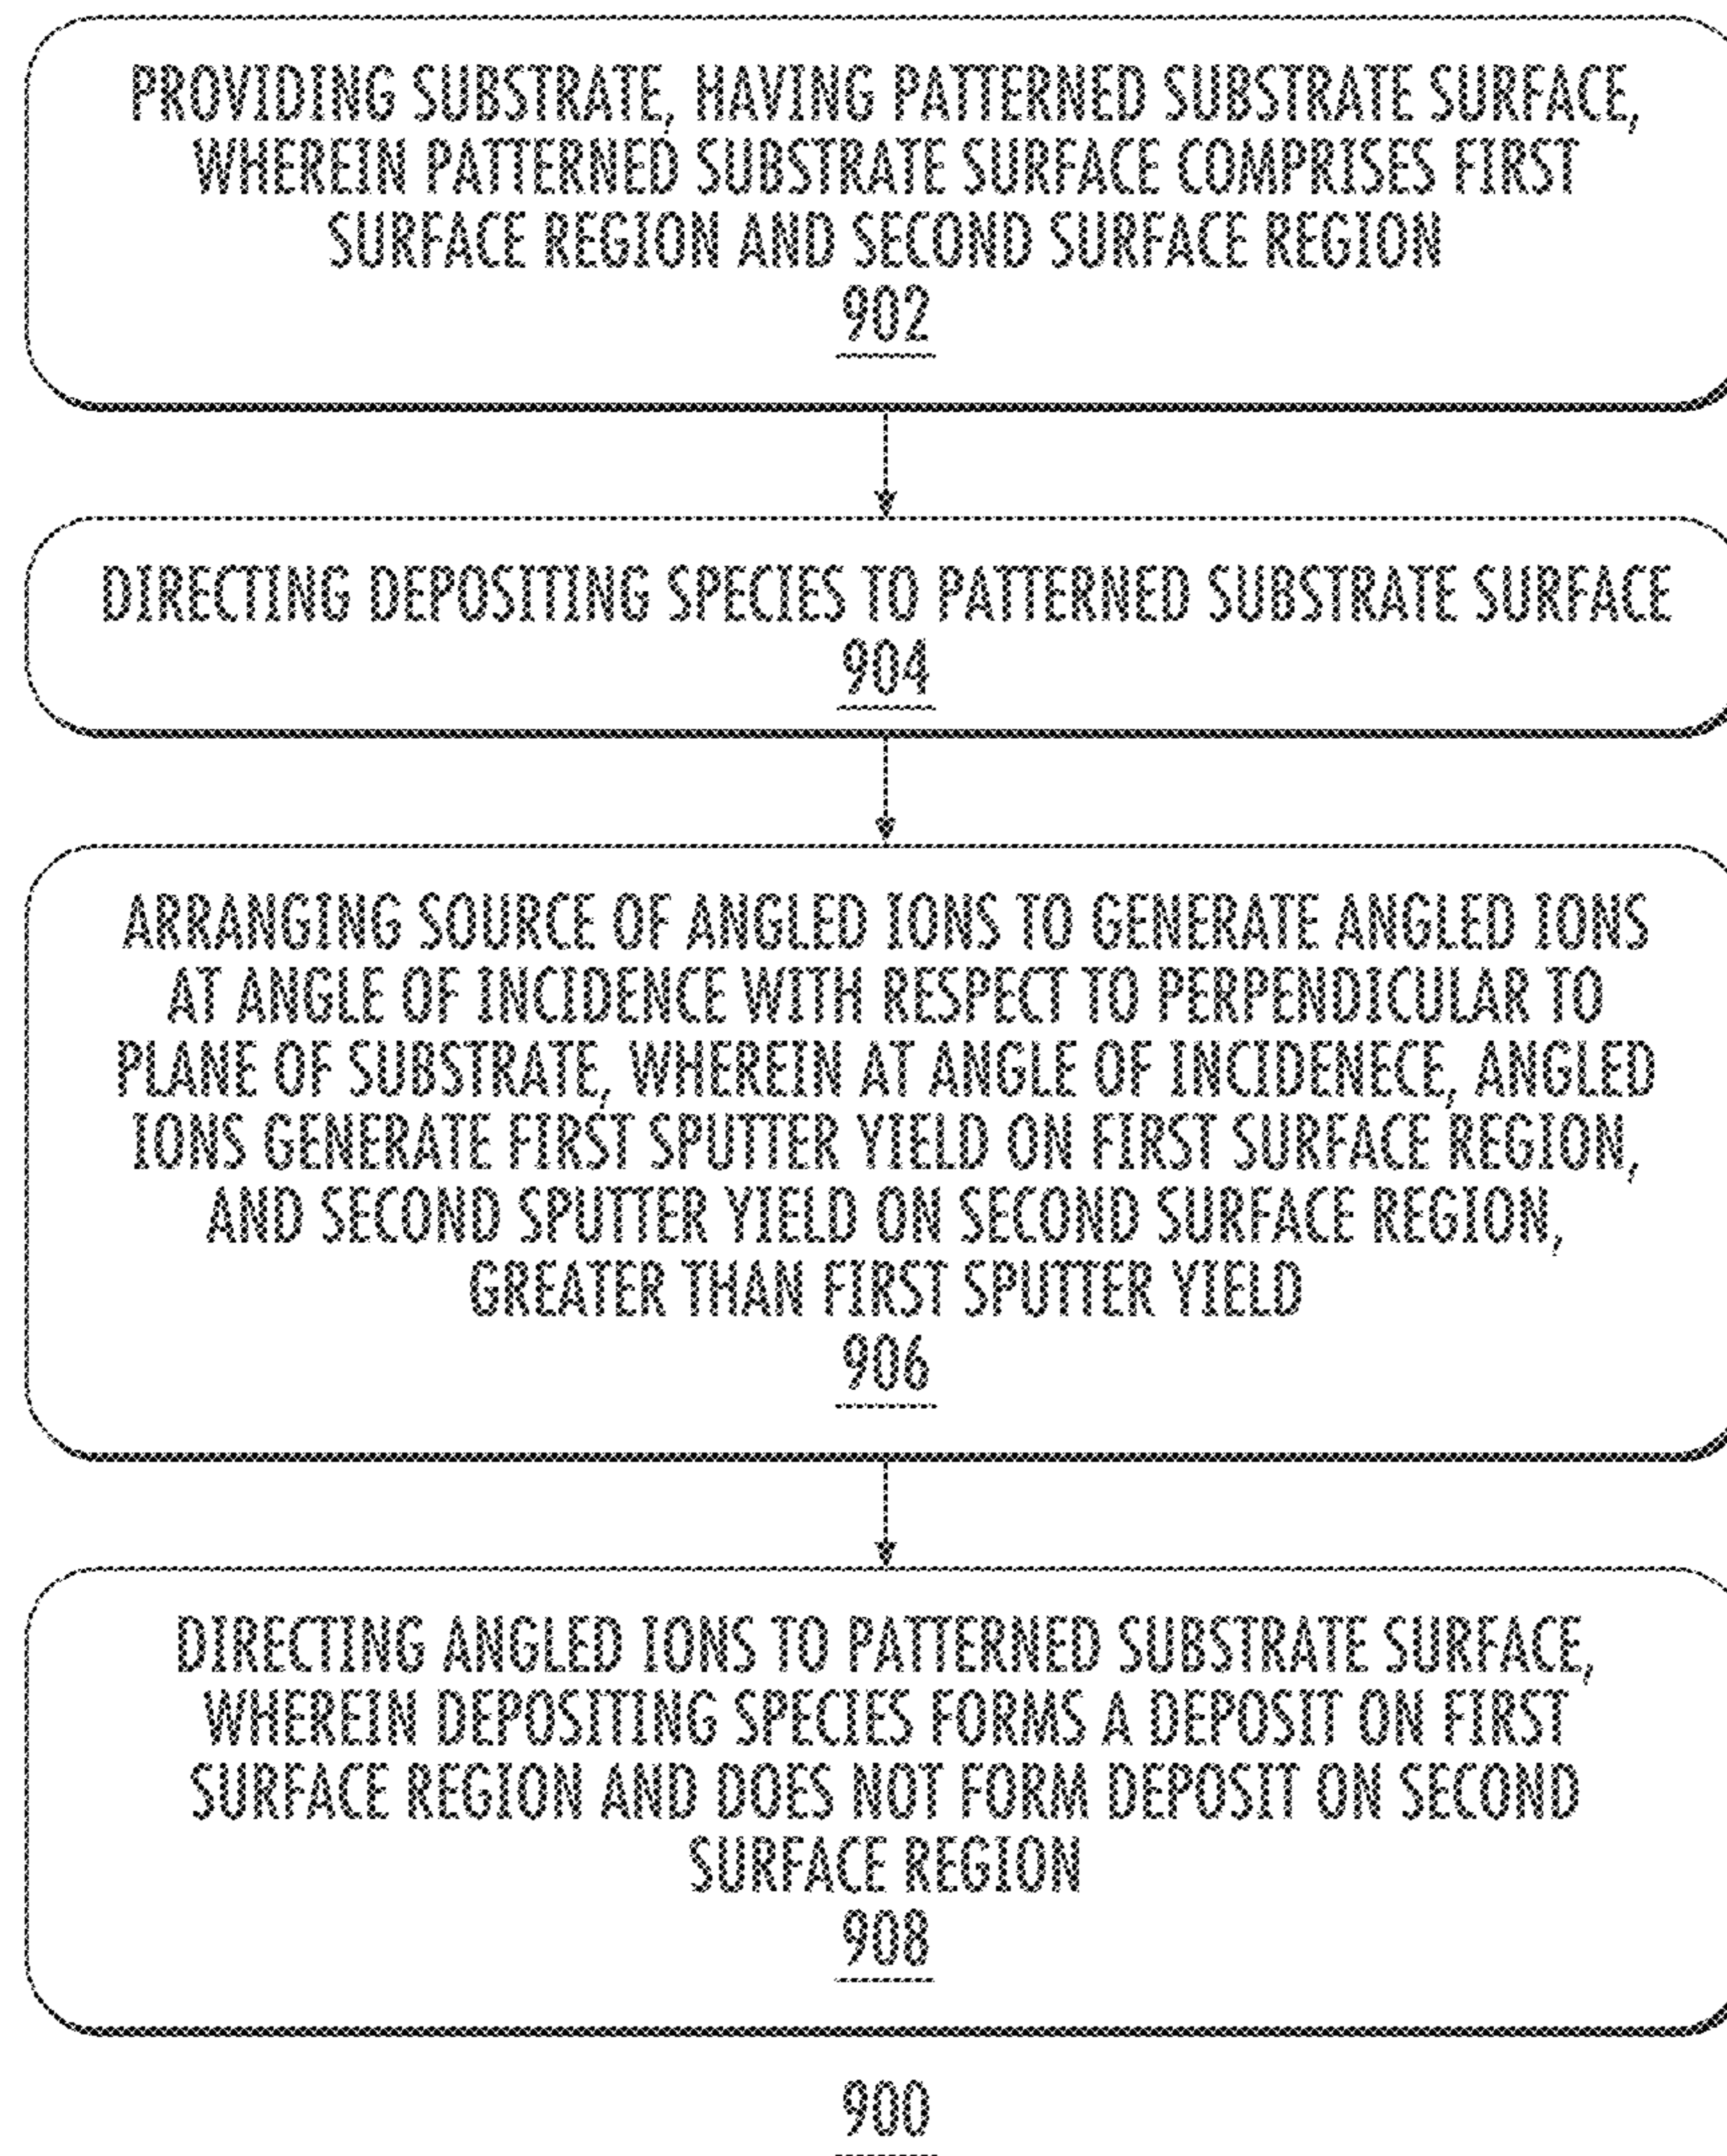 PROVIDING SUBSTRATE, HAVING PATTERNED SUBSTRATE SURFACE,
WHEREIN PATTERNED SUBSTRATE SURFACE COMPRISES FIRST
SURFACE REGION AND SECOND SURFACE REGION
902
DIRECTING DEPOSITING SPECIES TO PATTERNED SUBSTRATE SURFACE
904
ARRANGING SOURCE OF ANGLED IONS TO GENERATE ANGLED IONS
AT ANGLE OF INCIDENCE WITH RESPECT TO PERPENDICULAR TO
PLANE OF SUBSTRATE, WHEREIN AT ANGLE OF INCIDENECE, ANGLED
IONS GENERATE FIRST SPUTTER YIELD ON FIRST SURFACE REGION,
AND SECOND SPUTTER YIELD ON SECOND SURFACE REGION,
GREATER THAN FIRST SPUTTER YIELD
906
DIRECTING ANGLED IONS TO PATTERNED SUBSTRATE SURFACE,
WHEREIN DEPOSITING SPECIES FORMS A DEPOSIT ON FIRST
SURFACE REGION AND DOES NOT FORM DEPOSIT ON SECOND
SURFACE REGION
908
900